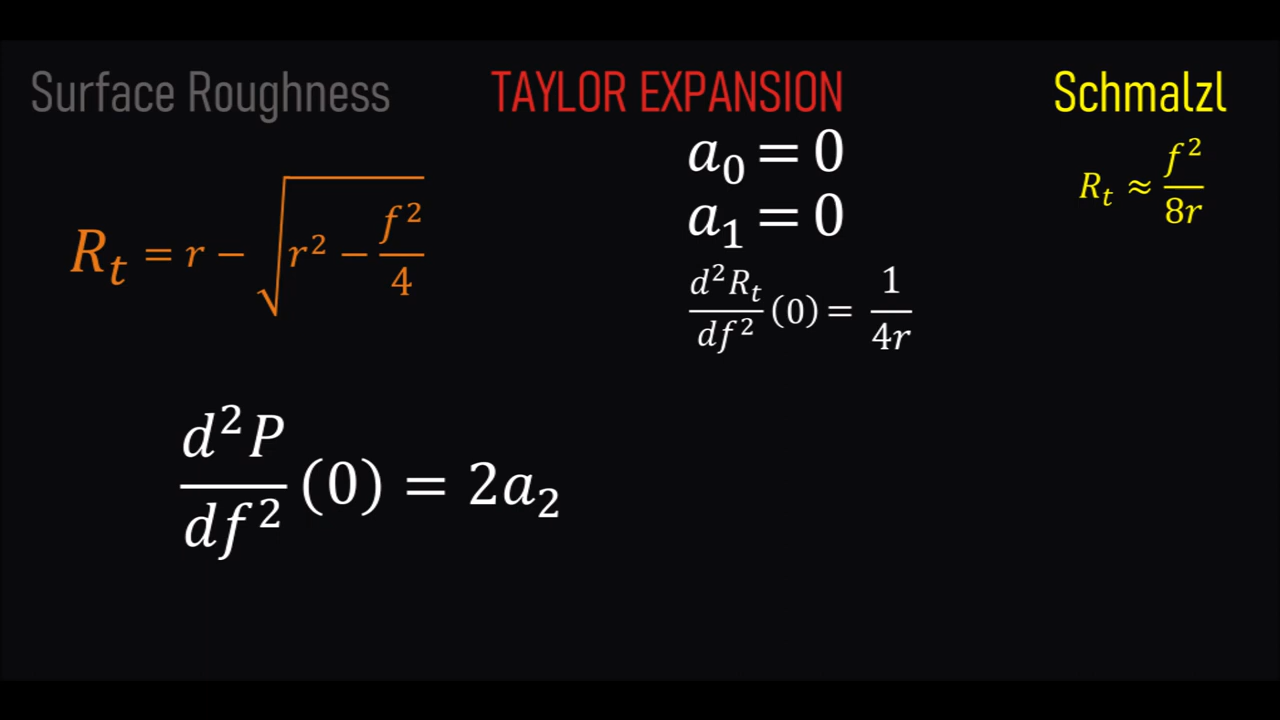 Surface Roughness
TAYLOR EXPANSION
Schmalzl
R_t = r − √(r² − f²/4)
a₀ = 0
a₁ = 0
d²R_t/df² (0) = 1/4r
R_t ≈ f²/8r
d²P/df² (0) = 2a₂